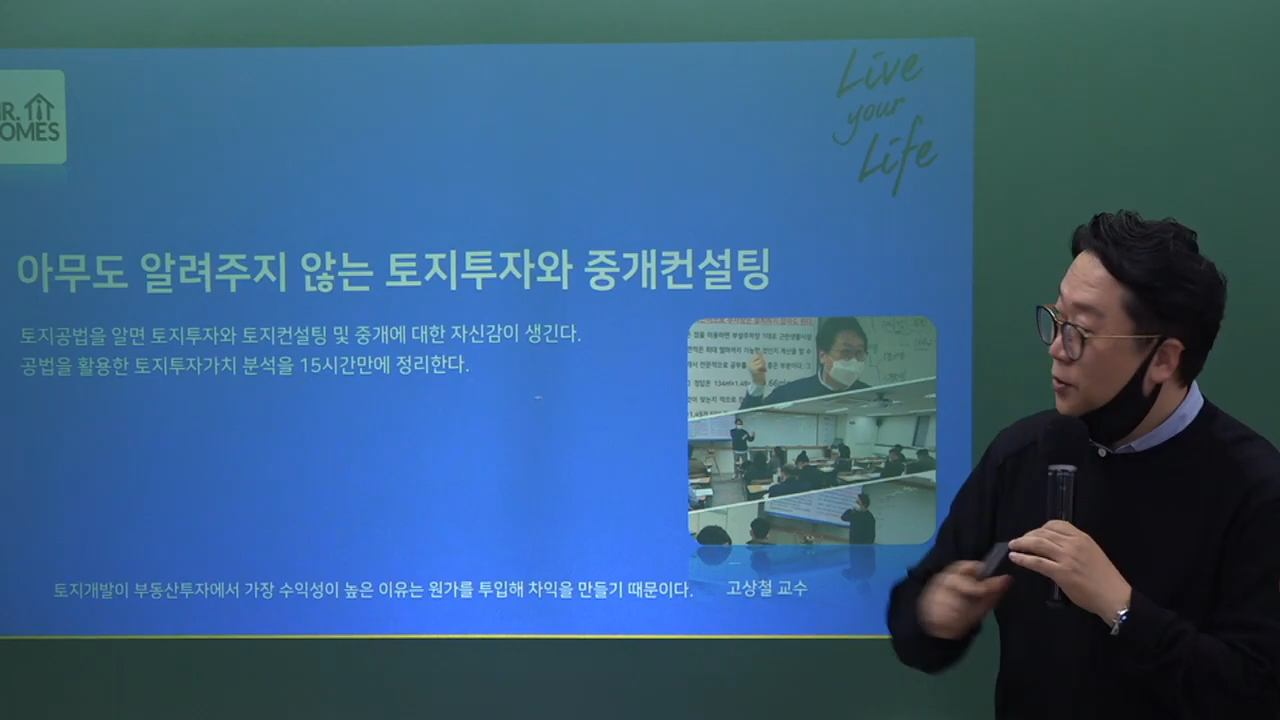 Live
your
Life
R.
OMES
아무도 알려주지 않는 토지투자와 중개컨설팅
토지공법을 알면 토지투자와 토지컨설팅 및 중개에 대한 자신감이 생긴다.
공법을 활용한 토지투자가치 분석을 15시간만에 정리한다.
토지개발이 부동산투자에서 가장 수익성이 높은 이유는 원가를 투입해 차익을 만들기 때문이다.
고상철 교수